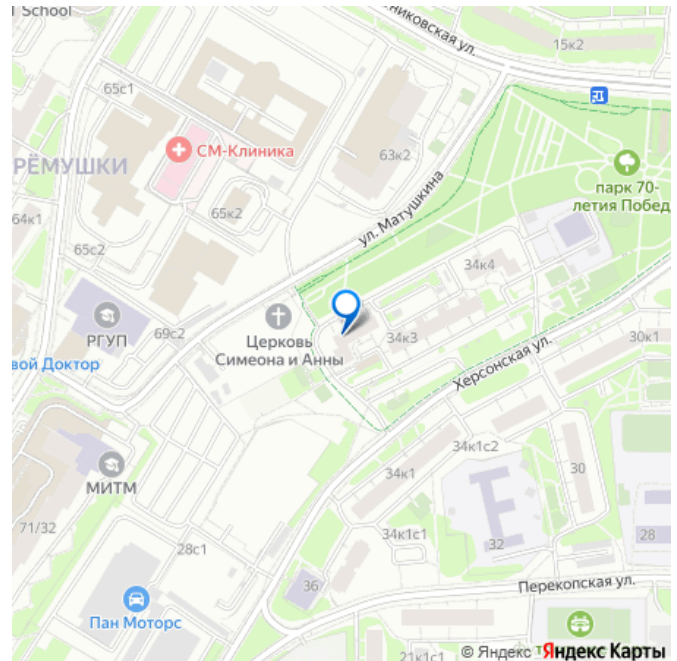 School
никовская ул.
15к2
65с1
СМ-Клиника
63к2
РЁМУШКИ
парк 70-
летия Побед
ул. Матушкина
64к1
65к2
65с2
34к4
РГУП
69с2
Церковь
Симеона и Анны
34к3
30к1
вой Доктор
Херсонская ул.
34к1с2
34к1
30
МИТМ
71/32
34к1с1
32
28
28с1
36
Перекопская ул.
Пан Моторс
21к1с1
© Яндекс
Яндекс Карты